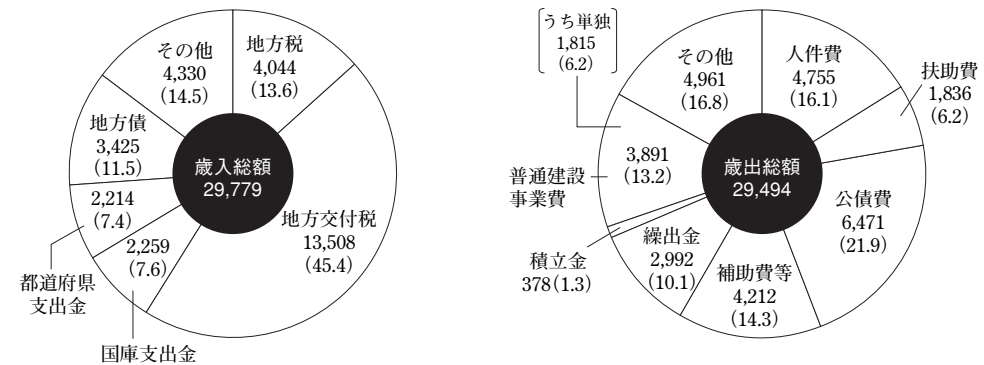 歳入総額
29,779
地方税
4,044
(13.6)
地方交付税
13,508
(45.4)
2,259
(7.6)
国庫支出金
2,214
(7.4)
都道府県
支出金
地方債
3,425
(11.5)
その他
4,330
(14.5)
歳出総額
29,494
人件費
4,755
(16.1)
扶助費
1,836
(6.2)
公債費
6,471
(21.9)
補助費等
4,212
(14.3)
繰出金
2,992
(10.1)
積立金
378(1.3)
普通建設
事業費
3,891
(13.2)
うち単独
1,815
(6.2)
その他
4,961
(16.8)